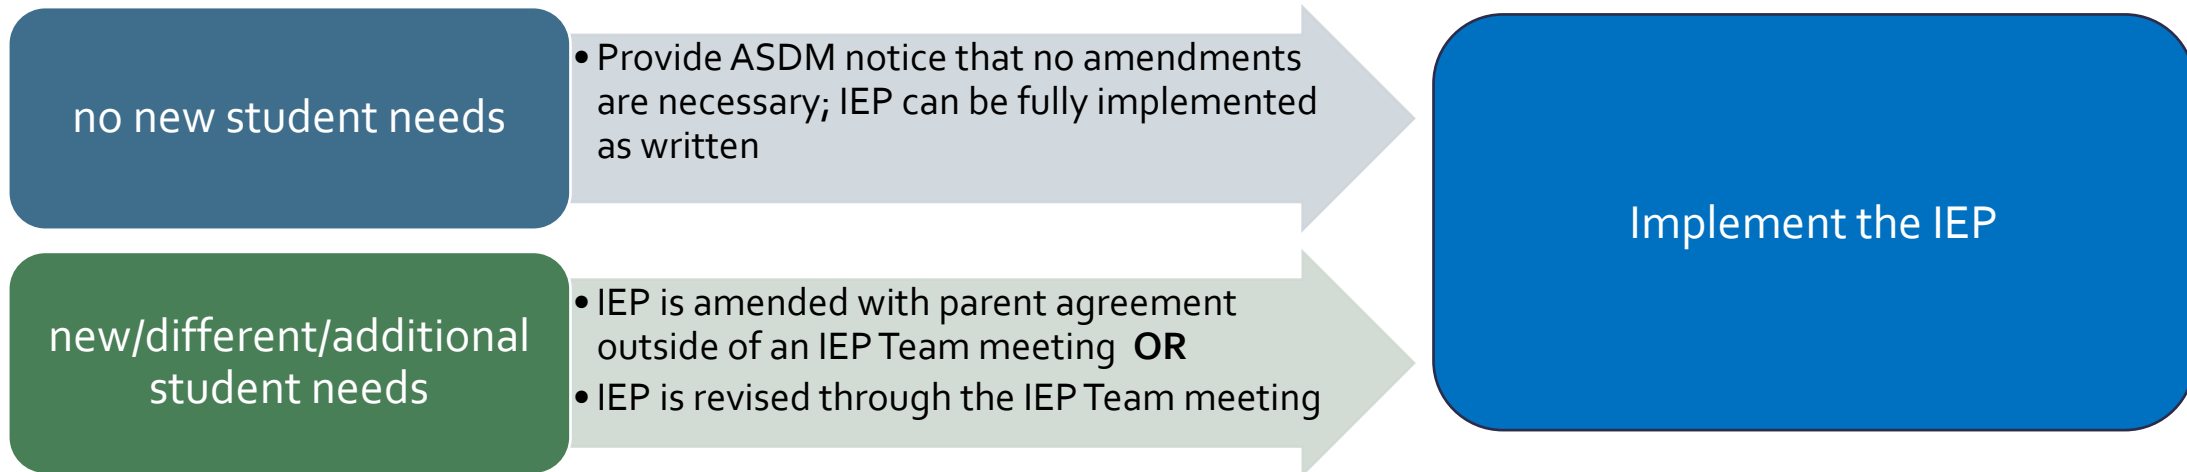 no new student needs
• Provide ASDM notice that no amendments
are necessary; IEP can be fully implemented
as written
new/different/additional
student needs
• IEP is amended with parent agreement
outside of an IEP Team meeting OR
• IEP is revised through the IEP Team meeting
Implement the IEP